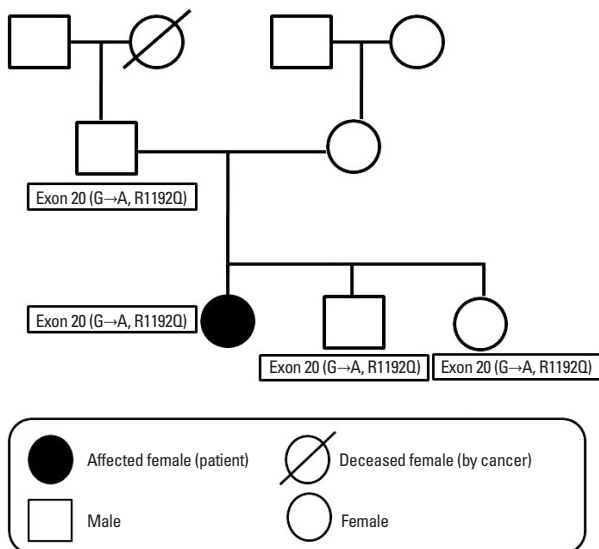 Exon 20 (G→A, R1192Q)
Exon 20 (G→A, R1192Q)
Exon 20 (G→A, R1192Q)
Exon 20 (G→A, R1192Q)
Affected female (patient)
Deceased female (by cancer)
Male
Female